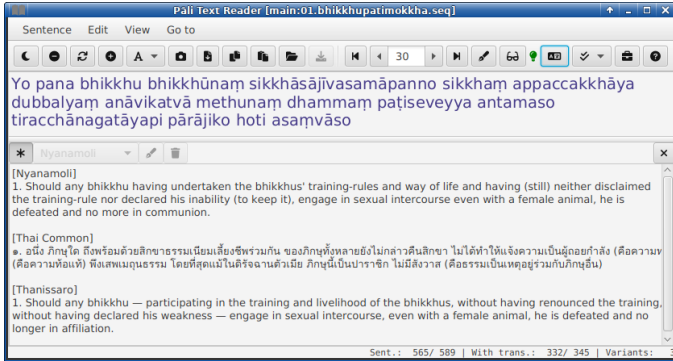 Pāli Text Reader [main:01.bhikkhupatimokkha.seq]
Sentence Edit View Go to
A 30
Yo pana bhikkhu bhikkhūnaṃ sikkhāsājīvasamāpanno sikkhaṃ appaccakkhāya
dubbalyaṃ anāvikatvā methunaṃ dhammaṃ paṭiseveyya antamaso
tiracchānagatāyapi pārājiko hoti asaṃvāso
Nyanamoli
[Nyanamoli]
1. Should any bhikkhu having undertaken the bhikkhus' training-rules and way of life and having (still) neither disclaimed
the training-rule nor declared his inability (to keep it), engage in sexual intercourse even with a female animal, he is
defeated and no more in communion.
[Thai Common]
๑. อนึ่ง ภิกษุใด ถึงพร้อมด้วยสิกขาธรรมเนียมเลี้ยงชีพร่วมกัน ของภิกษุทั้งหลายยังไม่กล่าวคืนสิกขา ไม่ได้ทำให้แจ้งความเป็นผู้ถอยกำลัง
(คือความท้อแท้) พึงเสพเมถุนธรรม โดยที่สุดแม้ในดิรัจฉานตัวเมีย ภิกษุนี้เป็นปาราชิก ไม่มีสังวาส (คือธรรมเป็นเหตุอยู่ร่วมกับภิกษุอื่น)
[Thanissaro]
1. Should any bhikkhu — participating in the training and livelihood of the bhikkhus, without having renounced the training,
without having declared his weakness — engage in sexual intercourse, even with a female animal, he is defeated and no
longer in affiliation.
Sent.: 565/ 589 | With trans.: 332/ 345 | Variants: